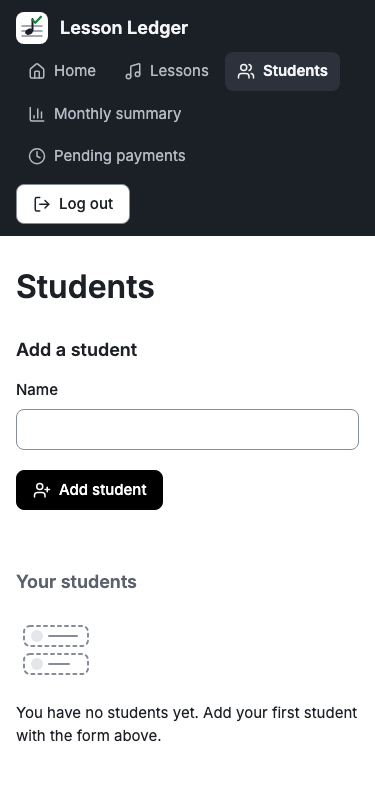 Lesson Ledger
Home
Lessons
Students
Monthly summary
Pending payments
Log out
Students
Add a student
Name
Add student
Your students
You have no students yet. Add your first student
with the form above.